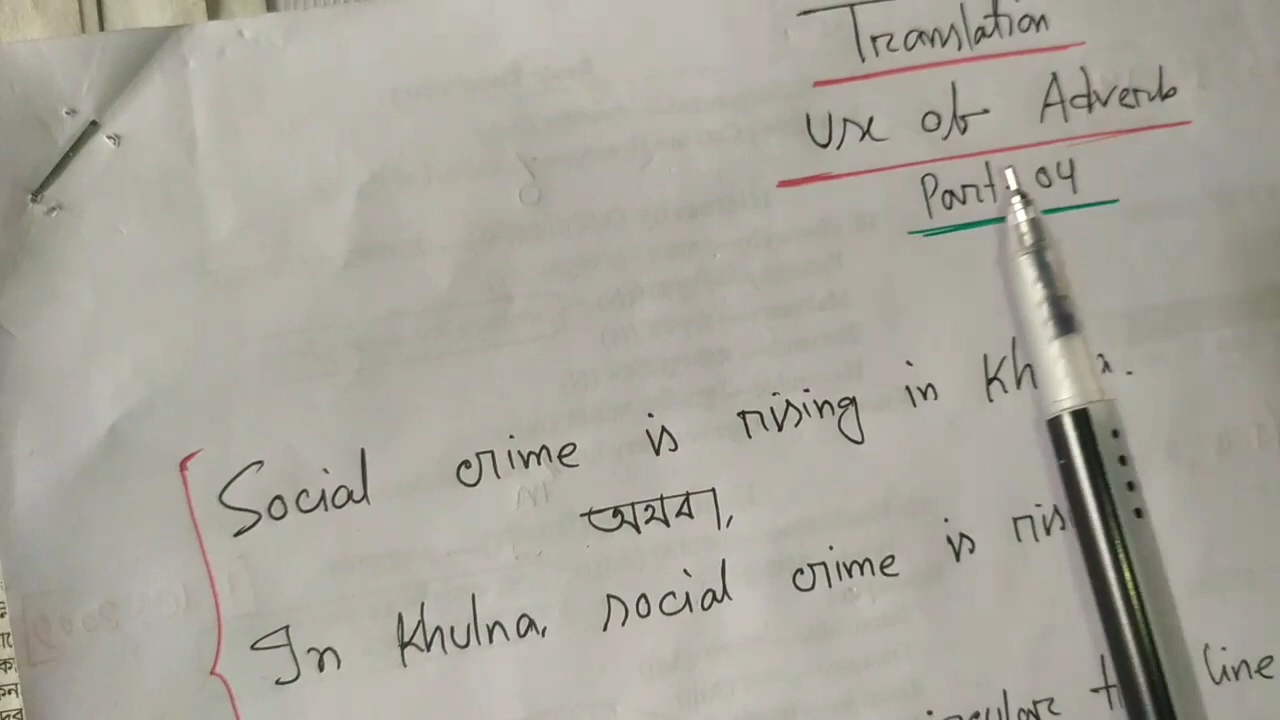 Translation
Use of Adverb
Part-04
Social crime is rising in
অথবা,
In Khulna, social crime is
line